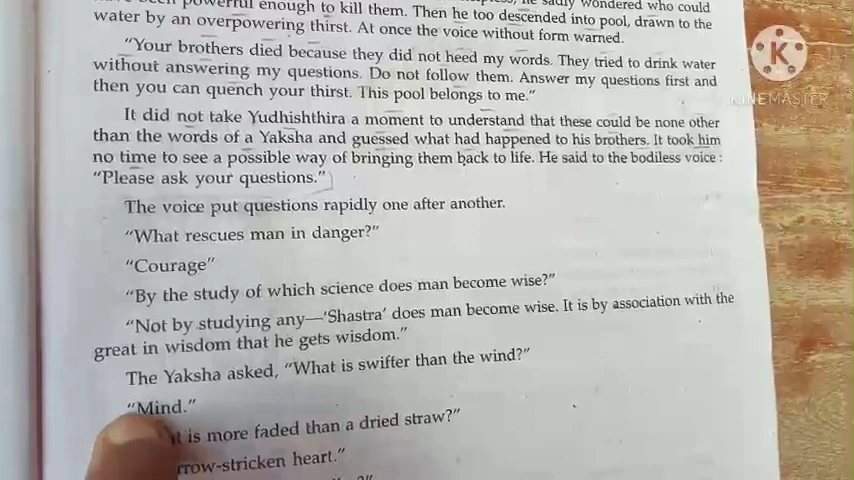 powerful enough to kill them. Then he too descended into pool, drawn to the
water by an overpowering thirst. At once the voice without form warned.
"Your brothers died because they did not heed my words. They tried to drink water
without answering my questions. Do not follow them. Answer my questions first and
then you can quench your thirst. This pool belongs to me."
It did not take Yudhishthira a moment to understand that these could be none other
than the words of a Yaksha and guessed what had happened to his brothers. It took him
no time to see a possible way of bringing them back to life. He said to the bodiless voice :
"Please ask your questions."
The voice put questions rapidly one after another.
"What rescues man in danger?"
"Courage"
"By the study of which science does man become wise?"
"Not by studying any—'Shastra' does man become wise. It is by association with the
great in wisdom that he gets wisdom."
The Yaksha asked, "What is swifter than the wind?"
"Mind."
is more faded than a dried straw?"
rrow-stricken heart."
K
KINEMASTER